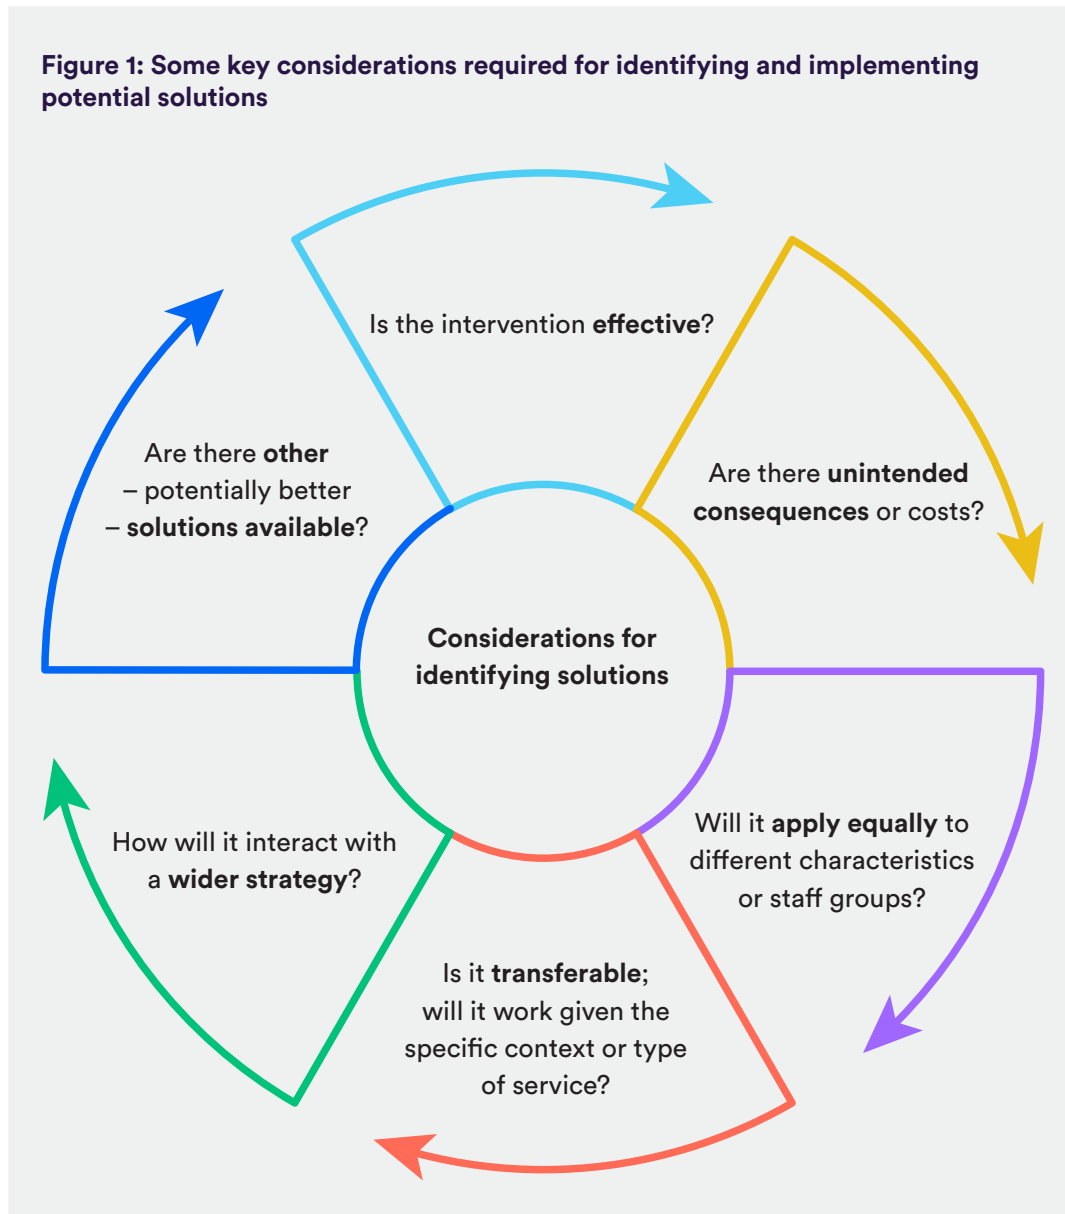 Figure 1: Some key considerations required for identifying and implementing
potential solutions
Is the intervention effective?
Are there unintended
consequences or costs?
Will it apply equally to
different characteristics
or staff groups?
Is it transferable;
will it work given the
specific context or type
of service?
How will it interact with
a wider strategy?
Are there other
– potentially better
– solutions available?
Considerations for
identifying solutions